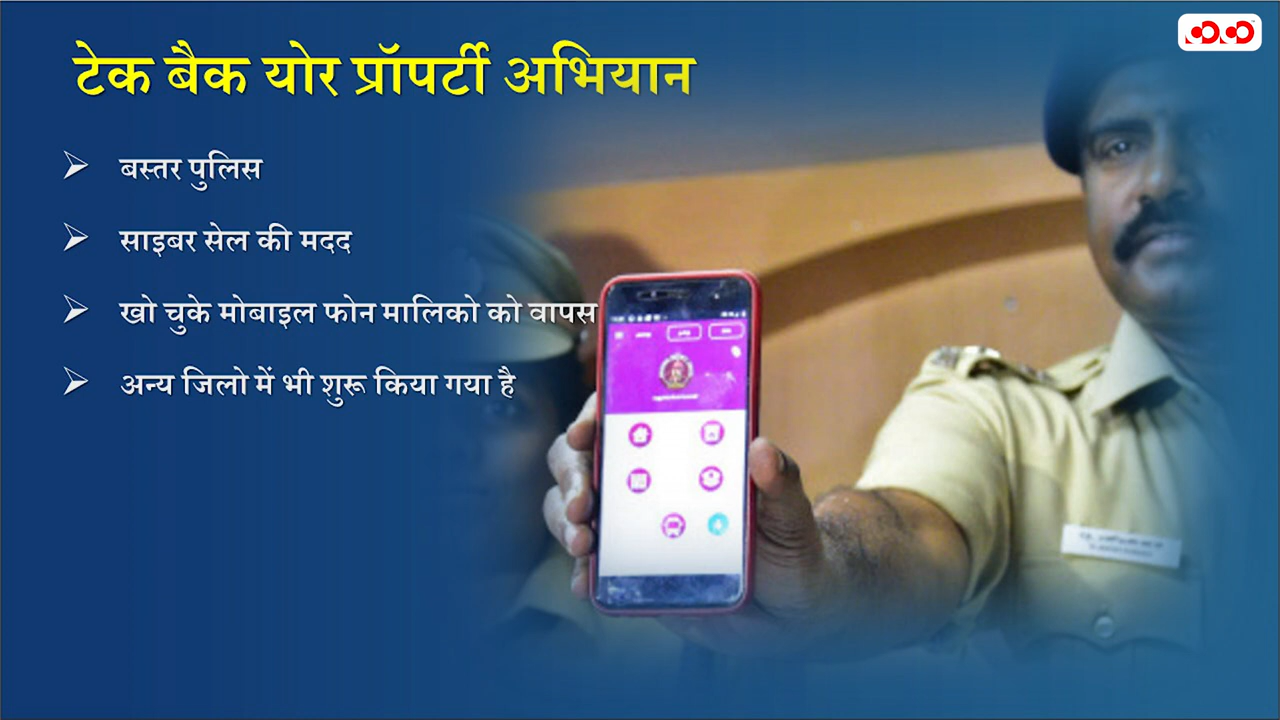 टेक बैक योर प्रॉपर्टी अभियान
बस्तर पुलिस
साइबर सेल की मदद
खो चुके मोबाइल फोन मालिको को वापस
अन्य जिलो में भी शुरू किया गया है